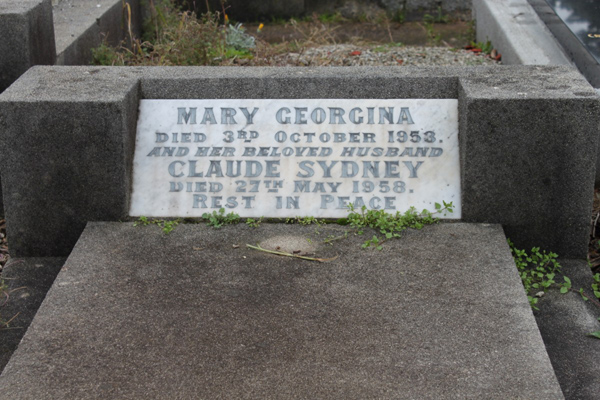 MARY GEORGINA
DIED 3RD OCTOBER 1953.
AND HER BELOVED HUSBAND
CLAUDE SYDNEY
DIED 27TH MAY 1958.
REST IN PEACE